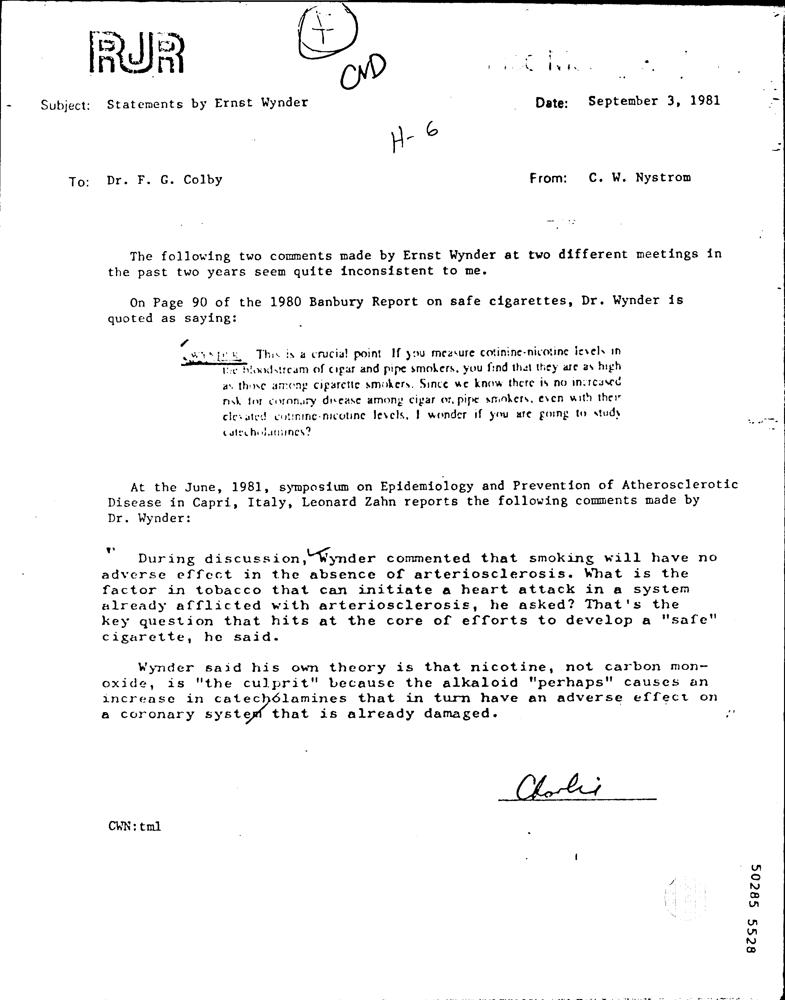 RJR
CWD
H- 6
Subject: Statements by Ernst Wynder
Date: September 3, 1981
To: Dr. F. G. Colby
From: C. W. Nystrom
The following two comments made by Ernst Wynder at two different meetings in
the past two years seem quite inconsistent to me.
On Page 90 of the 1980 Banbury Report on safe cigarettes, Dr. Wynder is
quoted as saying:
WYNDER This is a crucial point If you measure cotinine-nicotine levels in
the bloodstream of cigar and pipe smokers, you find that they are as high
as those among cigarette smokers. Since we know there is no increased
risk for coronary disease among cigar or pipe smokers, even with their
elevated cotinine-nicotine levels, I wonder if you are going to study
catecholamines?
At the June, 1981, symposium on Epidemiology and Prevention of Atherosclerotic
Disease in Capri, Italy, Leonard Zahn reports the following comments made by
Dr. Wynder:
" During discussion, Wynder commented that smoking will have no
adverse effect in the absence of arteriosclerosis. What is the
factor in tobacco that can initiate a heart attack in a system
already afflicted with arteriosclerosis, he asked? That's the
key question that hits at the core of efforts to develop a "safe"
cigarette, he said.
Wynder said his own theory is that nicotine, not carbon mon-
oxide, is "the culprit" because the alkaloid "perhaps" causes an
increase in catecholamines that in turn have an adverse effect on
a coronary system that is already damaged. "
Charlie
CWN:tml
50285 5528